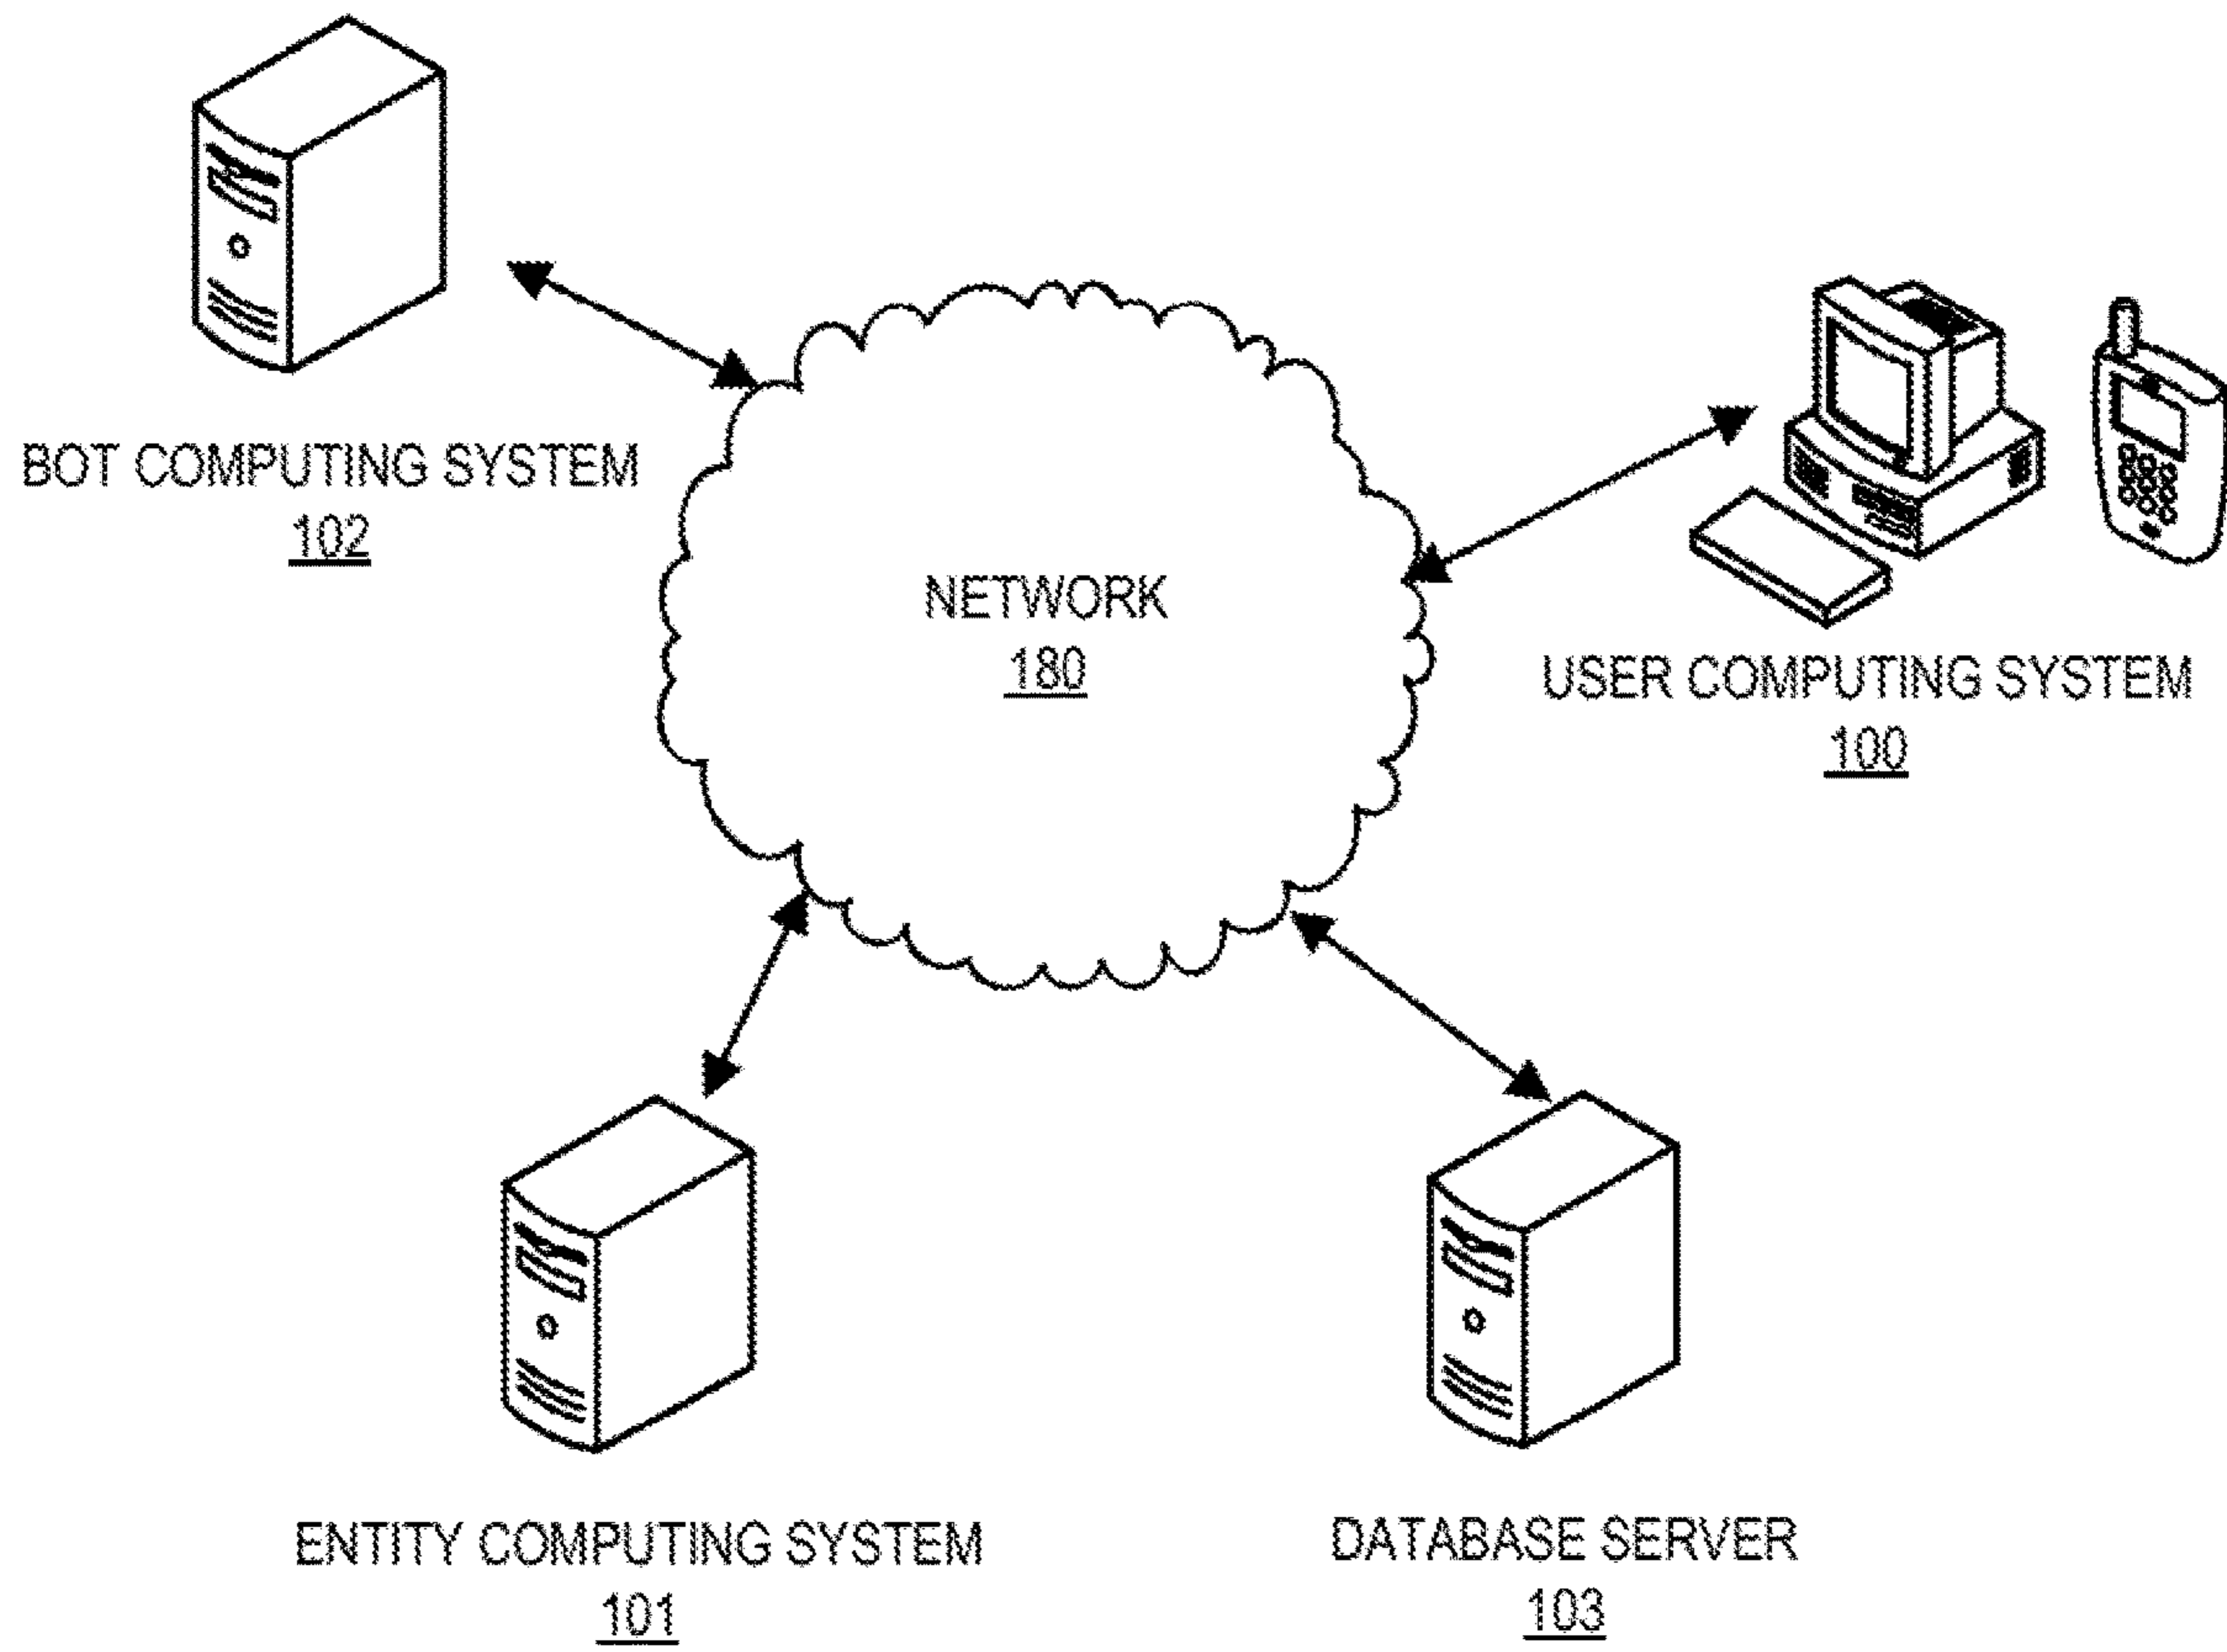 BOT COMPUTING SYSTEM
102
NETWORK
180
USER COMPUTING SYSTEM
100
ENTITY COMPUTING SYSTEM
101
DATABASE SERVER
103